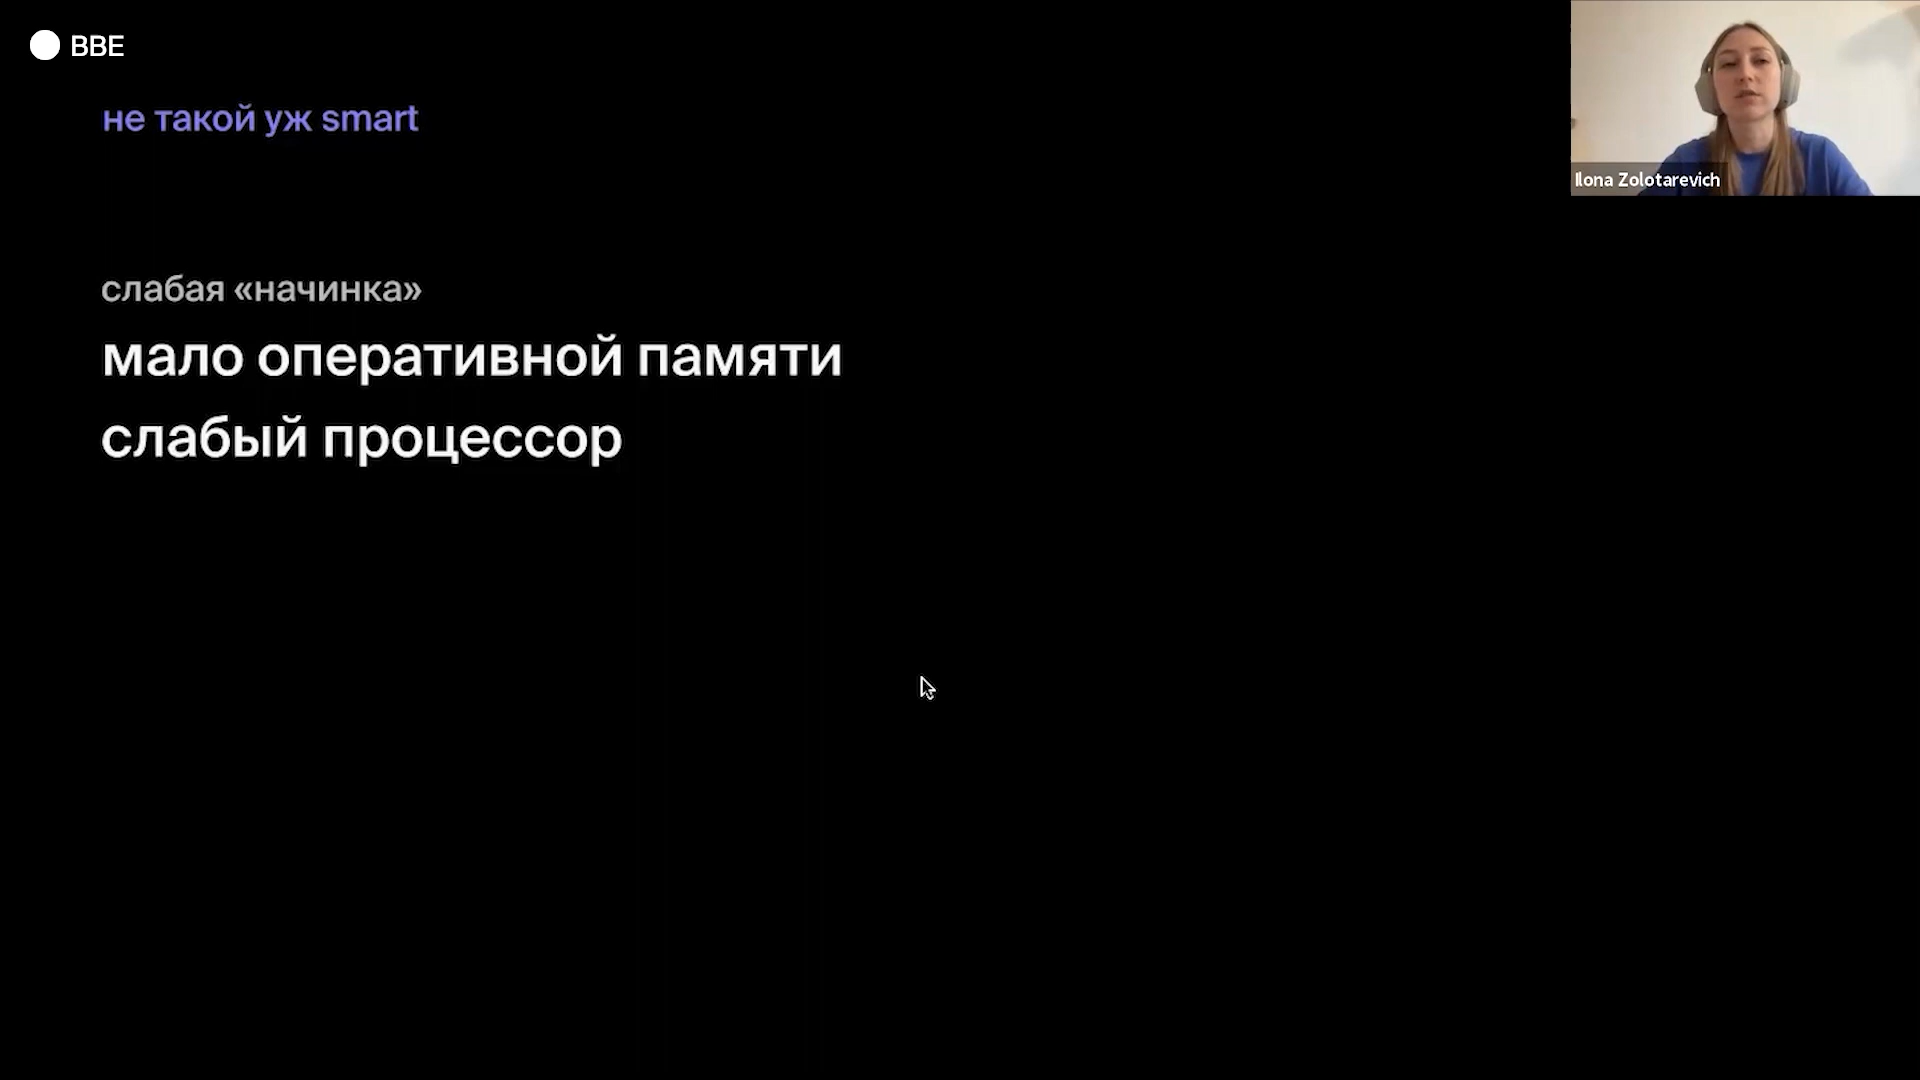 BBE
не такой уж smart
Ilona Zolotarevich
слабая «начинка»
мало оперативной памяти
слабый процессор